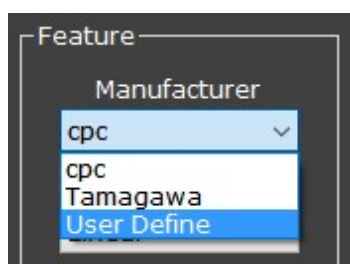 Feature
Manufacturer
cpc
cpc
Tamagawa
User Define